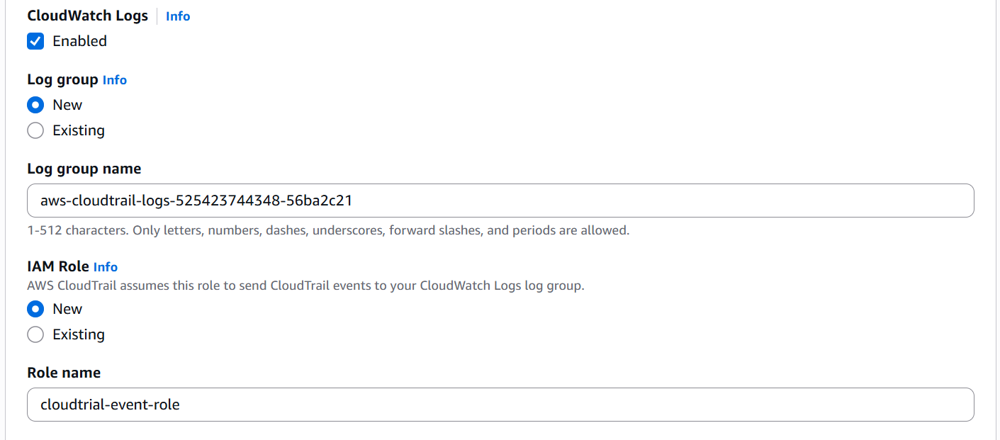 CloudWatch Logs Info
Enabled
Log group Info
New
Existing
Log group name
aws-cloudtrail-logs-525423744348-56ba2c21
1-512 characters. Only letters, numbers, dashes, underscores, forward slashes, and periods are allowed.
IAM Role Info
AWS CloudTrail assumes this role to send CloudTrail events to your CloudWatch Logs log group.
New
Existing
Role name
cloudtrial-event-role